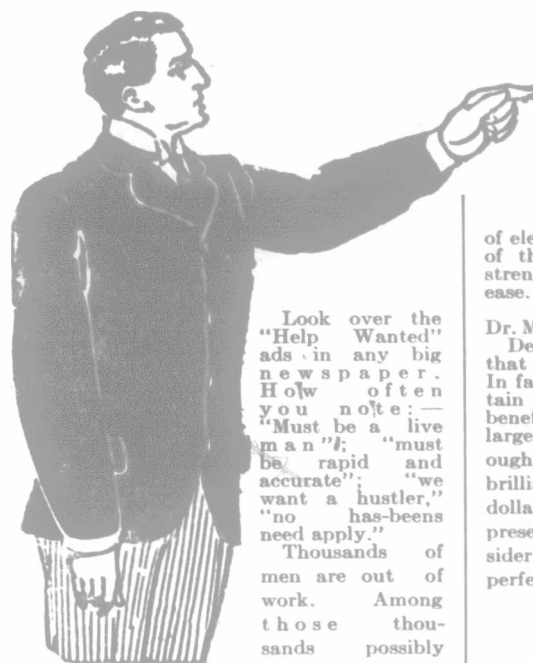 Look over the
"Help Wanted"
ads in any big
newspaper.
How often
you note:—
"Must be a live
man"; "must
be rapid and
accurate"; "we
want a hustler,"
"no has-beens
need apply."
Thousands of
men are out of
work. Among
those thou-
sands possibly
of ele
of th
stren
ease.
Dr. M
De
that
In fa
tain
benef
large
ough
brilli
dolla
prese
sider
perfe